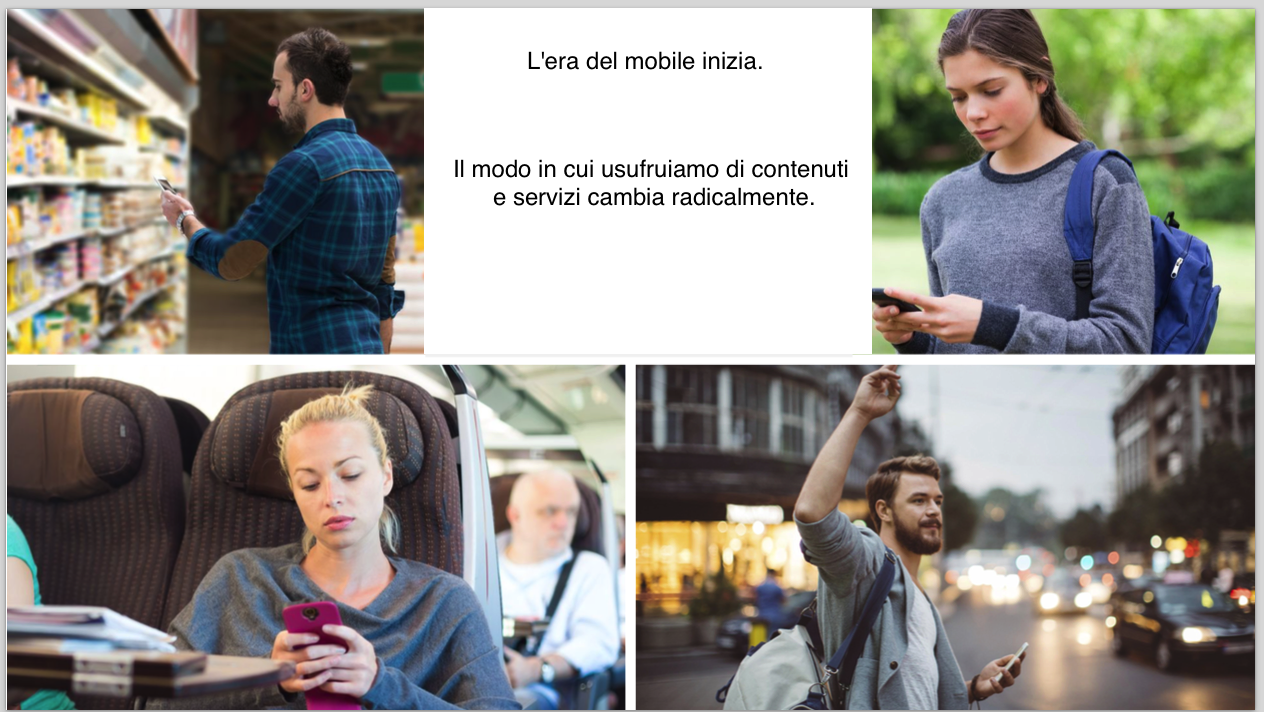 L'era del mobile inizia.
Il modo in cui usufruiamo di contenuti
e servizi cambia radicalmente.